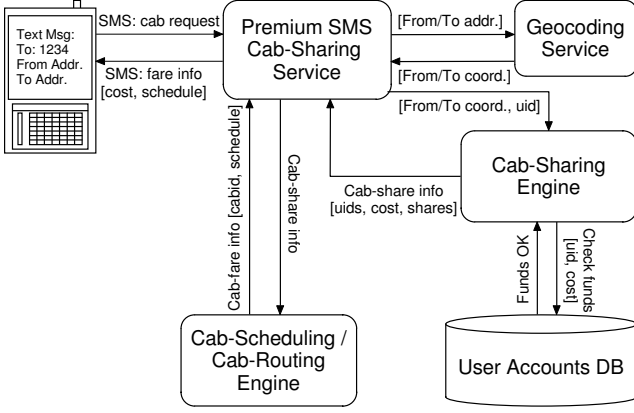 Text Msg:
To: 1234
From Addr.
To Addr.
SMS: cab request
SMS: fare info
[cost, schedule]
Premium SMS
Cab-Sharing
Service
[From/To addr.]
[From/To coord.]
Geocoding
Service
[From/To coord., uid]
Cab-Sharing
Engine
Cab-share info
[uids, cost, shares]
Cab-fare info [cabid, schedule]
Cab-share info
Funds OK
Check funds
[uid, cost]
Cab-Scheduling /
Cab-Routing
Engine
User Accounts DB